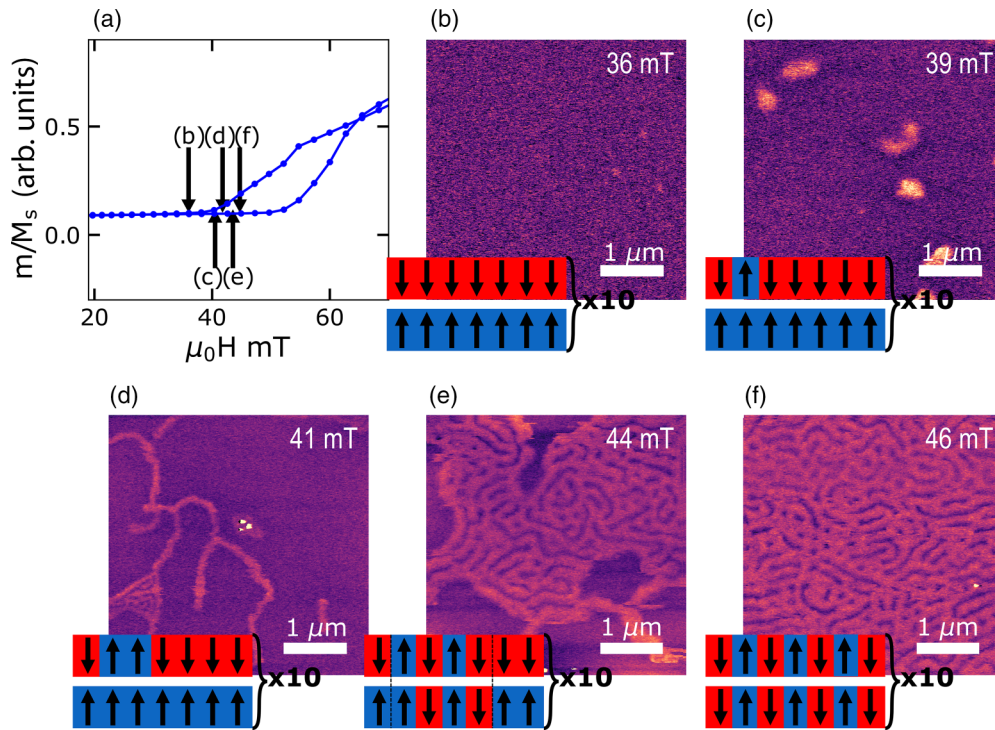 (a)
(b)
(c)
m/Mₛ (arb. units)
0.5
0.0
(b)(d)(f)
(c)(e)
20
40
60
μ₀H mT
36 mT
1 μm
x10
39 mT
1 μm
x10
(d)
(e)
(f)
41 mT
1 μm
x10
44 mT
1 μm
x10
46 mT
1 μm
x10